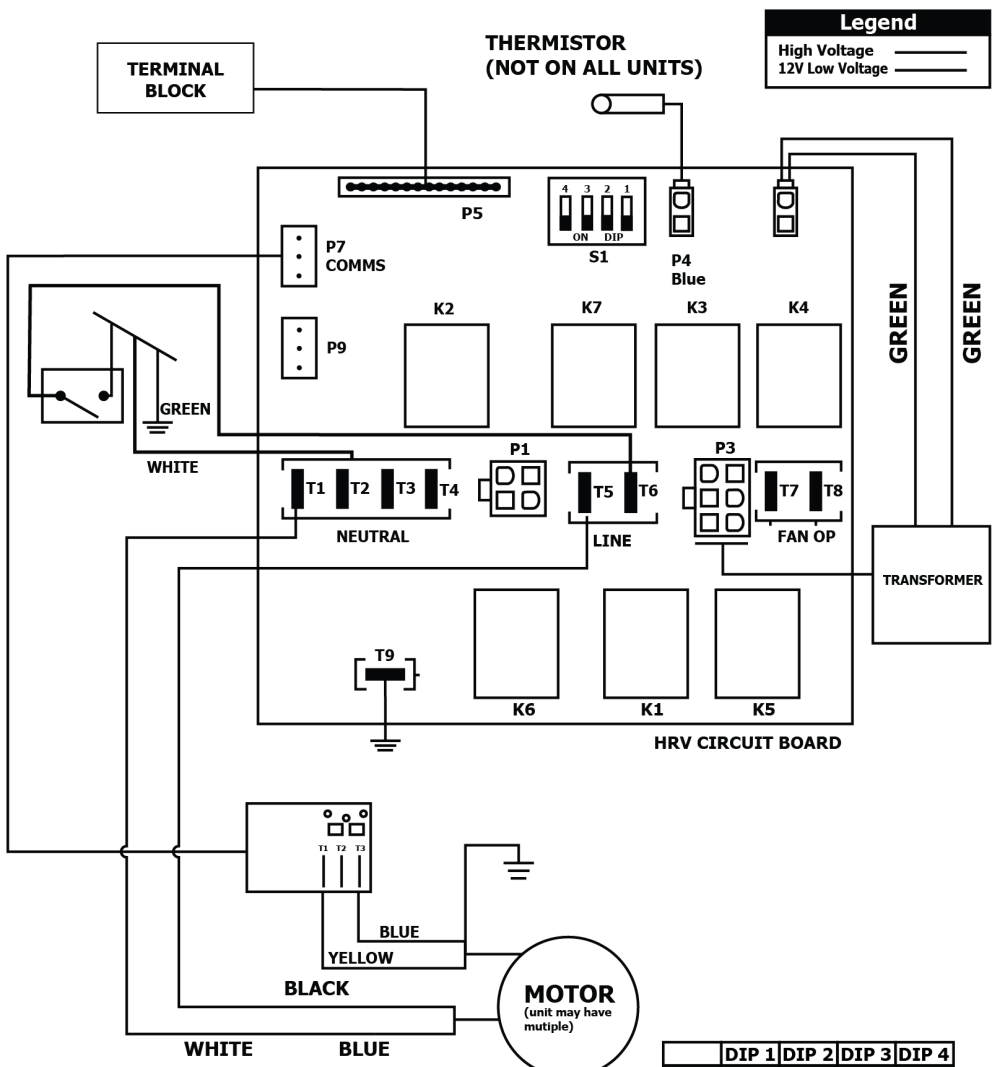 Legend
High Voltage
12V Low Voltage
THERMISTOR
(NOT ON ALL UNITS)
TERMINAL
BLOCK
P5
4 3 2 1
ON DIP
S1
P4
Blue
P7
COMMS
P9
K2
K7
K3
K4
GREEN
GREEN
GREEN
WHITE
P1
P3
T1
T2
T3
T4
T5
T6
T7
T8
NEUTRAL
LINE
FAN OP
TRANSFORMER
T9
K6
K1
K5
HRV CIRCUIT BOARD
T1 T2 T3
BLUE
YELLOW
BLACK
MOTOR
(unit may have
mutiple)
WHITE
BLUE
DIP 1 DIP 2 DIP 3 DIP 4